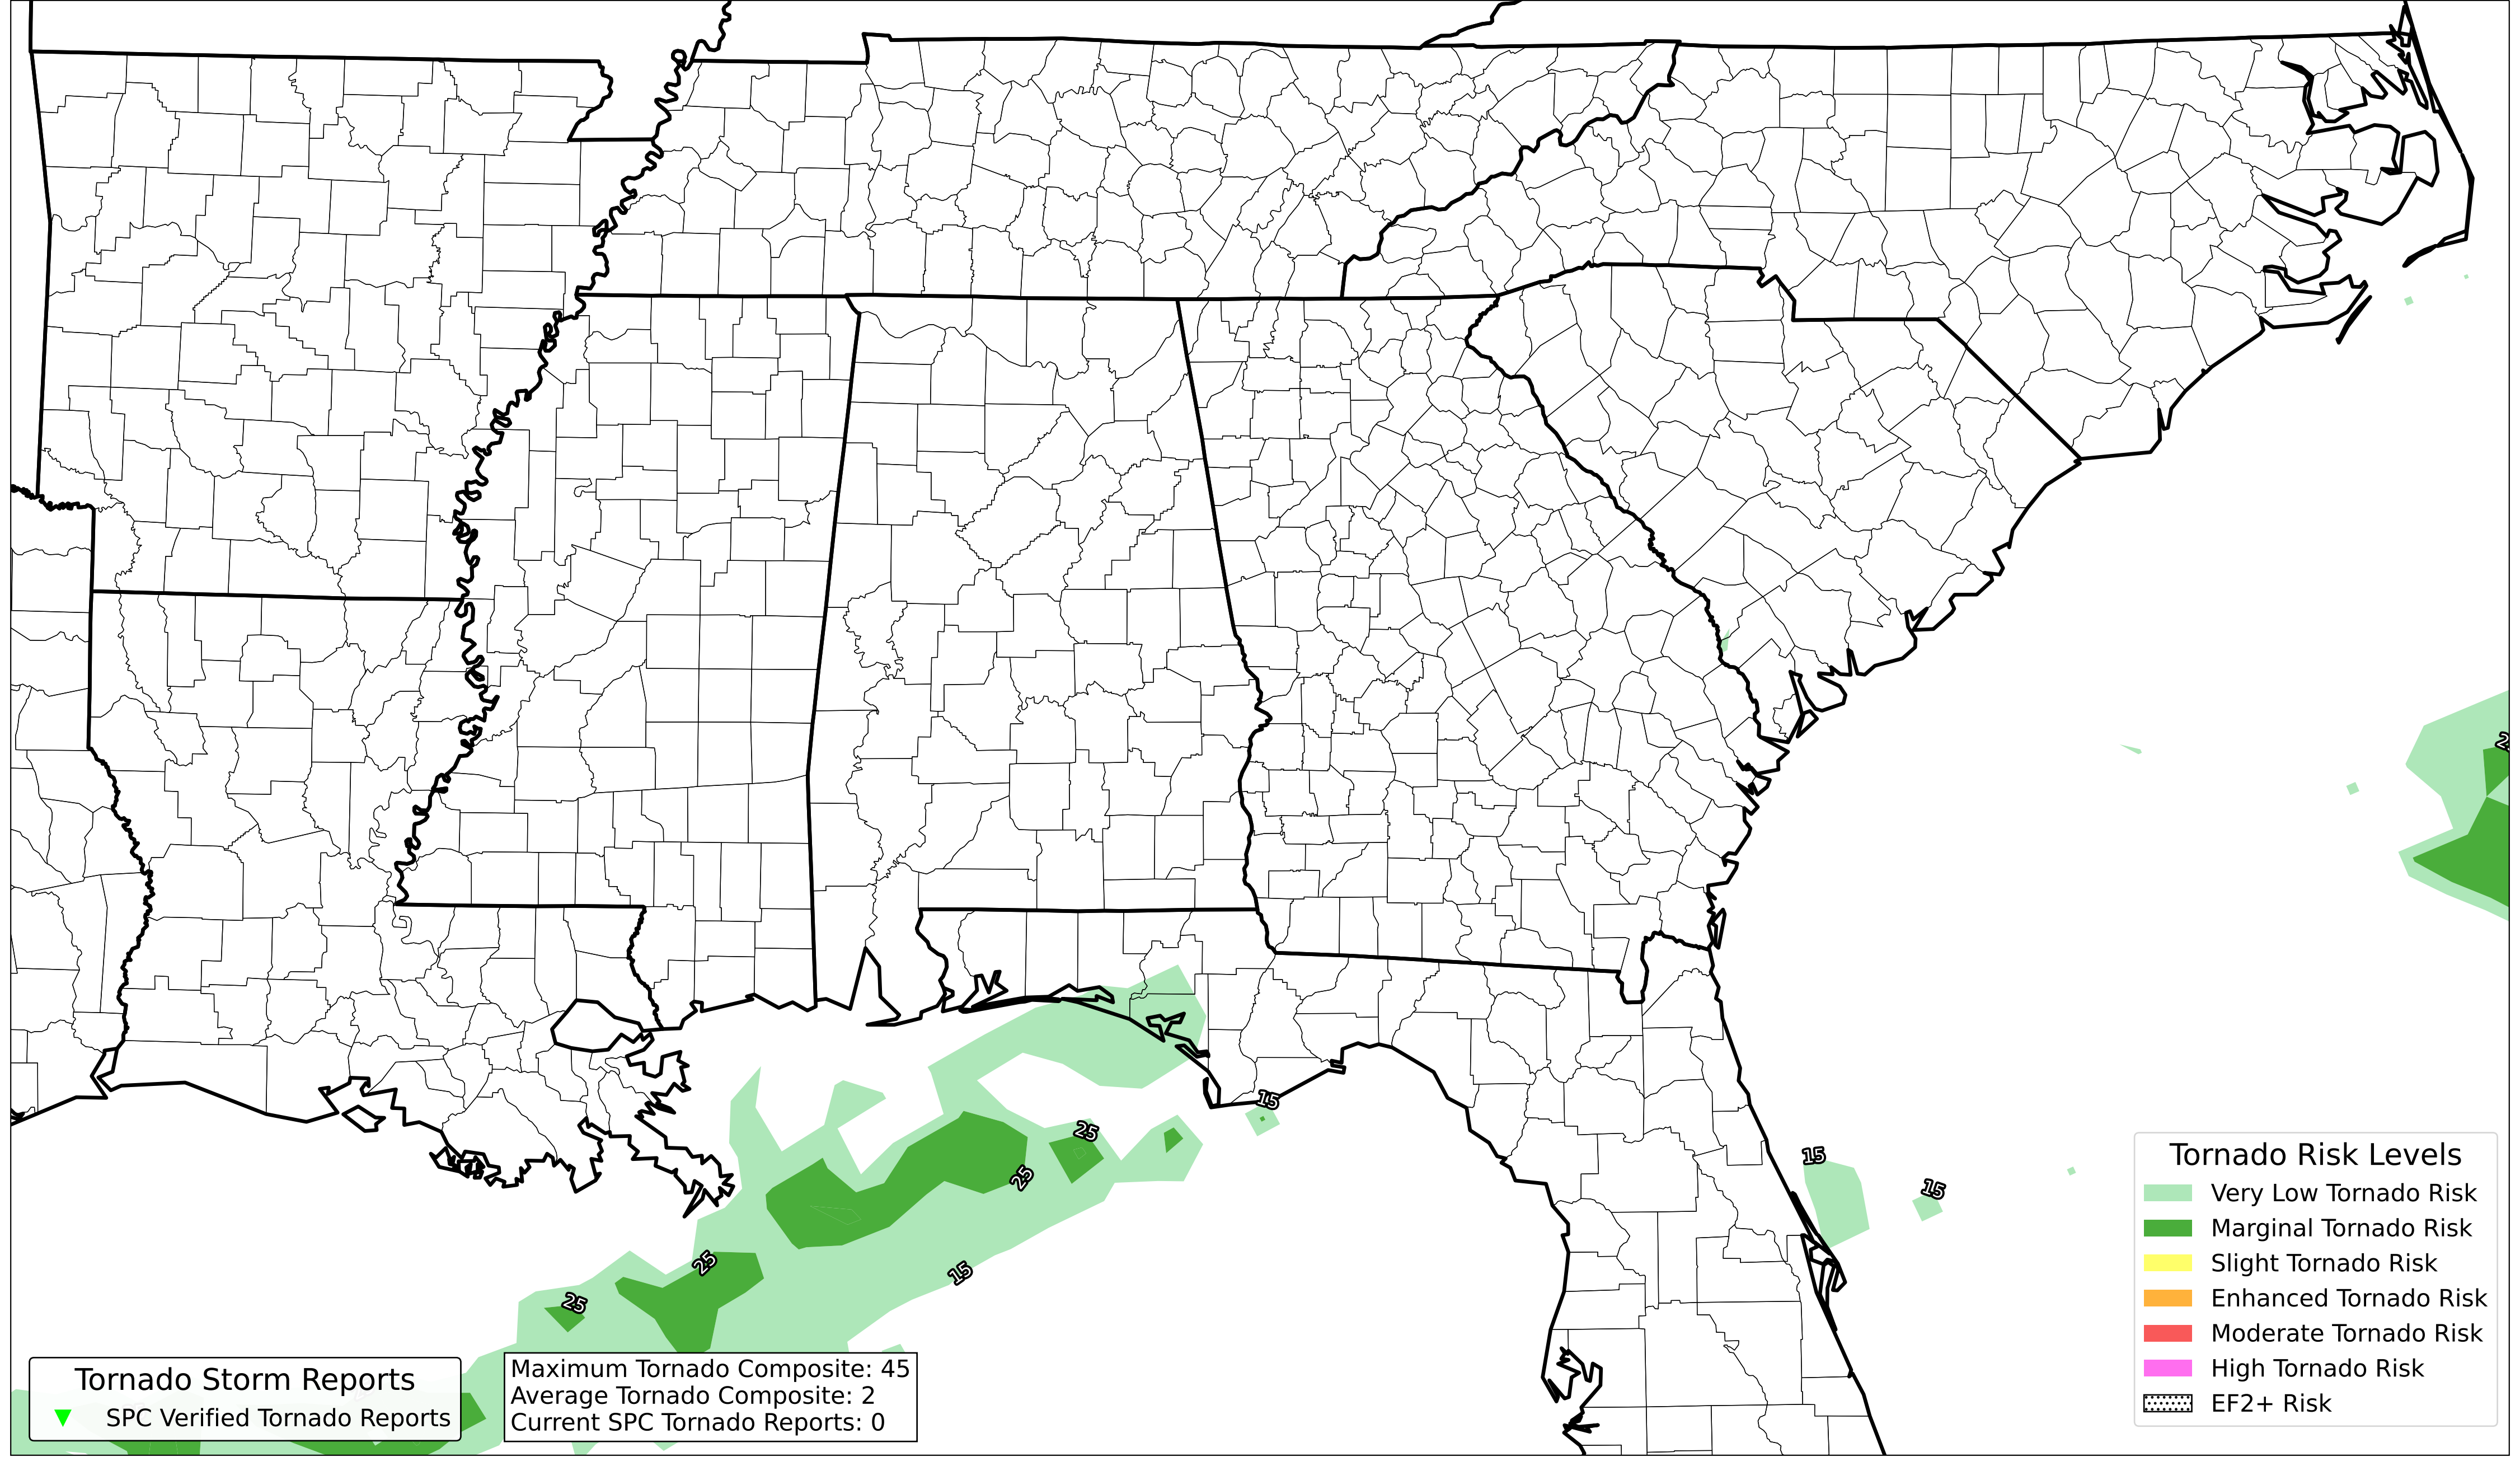 2
15
25
25
15
15
25
15
25
Tornado Risk Levels
Very Low Tornado Risk
Marginal Tornado Risk
Slight Tornado Risk
Enhanced Tornado Risk
Moderate Tornado Risk
High Tornado Risk
EF2+ Risk
Tornado Storm Reports
SPC Verified Tornado Reports
Maximum Tornado Composite: 45
Average Tornado Composite: 2
Current SPC Tornado Reports: 0